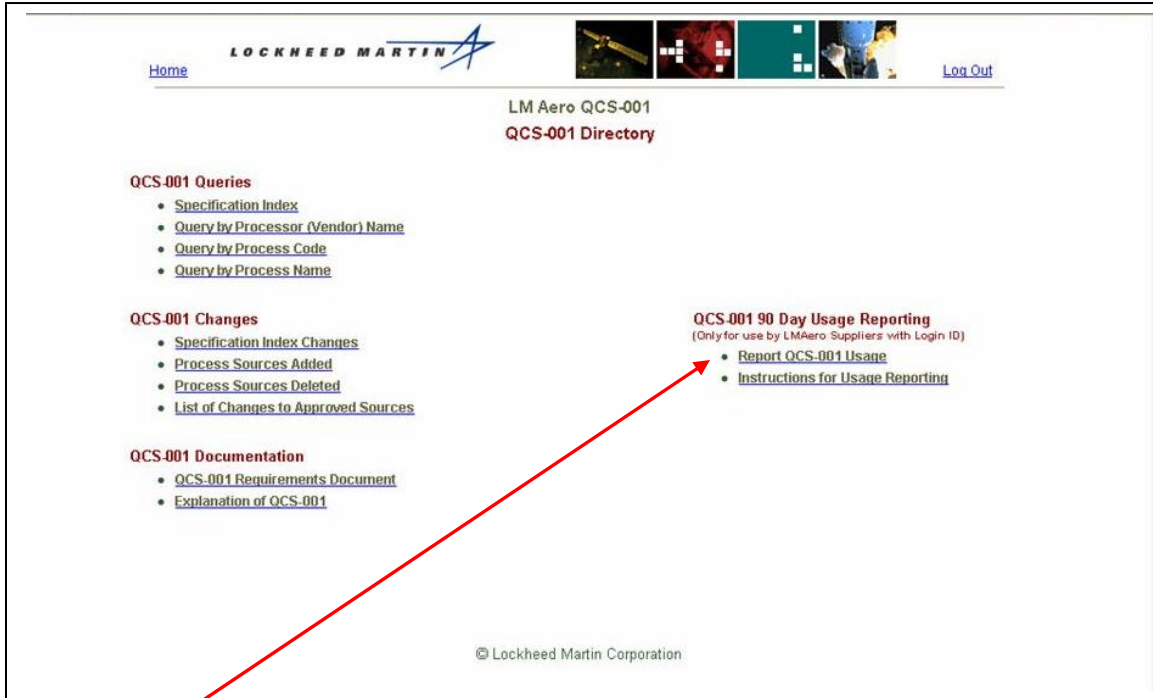 LOCKHEED MARTIN
Home
Log Out
LM Aero QCS-001
QCS-001 Directory
QCS-001 Queries
Specification Index
Query by Processor (Vendor) Name
Query by Process Code
Query by Process Name
QCS-001 Changes
Specification Index Changes
Process Sources Added
Process Sources Deleted
List of Changes to Approved Sources
QCS-001 90 Day Usage Reporting
(Only for use by LMAero Suppliers with Login ID)
Report QCS-001 Usage
Instructions for Usage Reporting
QCS-001 Documentation
QCS-001 Requirements Document
Explanation of QCS-001
© Lockheed Martin Corporation